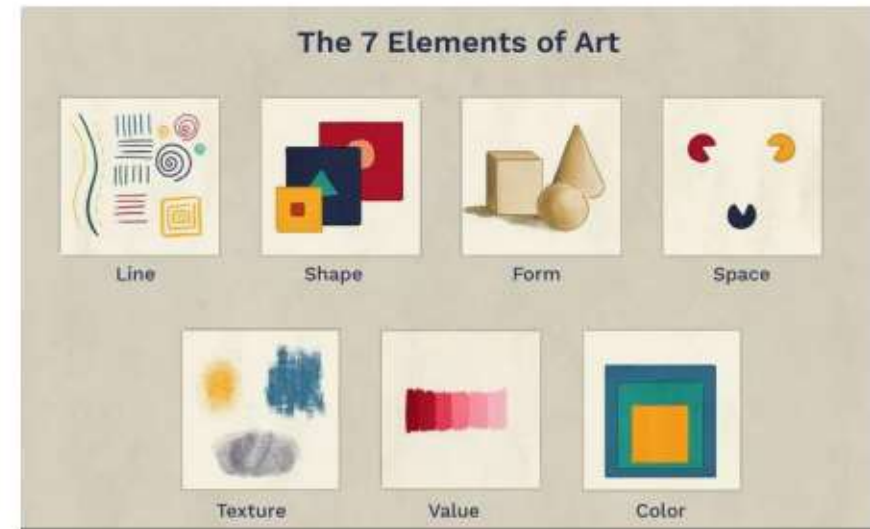 The 7 Elements of Art
Line
Shape
Form
Space
Texture
Value
Color